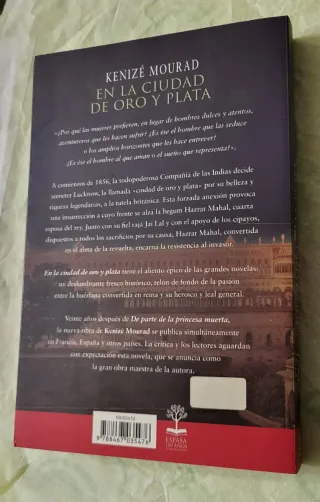 KENIZÉ MOURAD
EN LA CIUDAD
DE ORO Y PLATA
«¿Por qué las mujeres prefieren, en lugar de hombres dulces y atentos,
aventureros que les hacen sufrir? ¿Es ése el hombre que las seduce
o los amplios horizontes que les hace entrever?
¿Es ése el hombre al que aman o el sueño que representa?».
A comienzos de 1856, la todopoderosa Compañía de las Indias decide
someter Lucknow, la llamada «ciudad de oro y plata» por su belleza y
riqueza legendarias, a la tutela británica. Esta forzada anexión provoca
una insurrección a cuyo frente se alza la begum Hazrat Mahal, cuarta
esposa del rey. Junto con su fiel rajá Jai Lal y con el apoyo de los cipayos,
dispuestos a todos los sacrificios por su causa, Hazrat Mahal, convertida
en el alma de la revuelta, encarna la resistencia al invasor.
En la ciudad de oro y plata tiene el aliento épico de las grandes novelas:
un deslumbrante fresco histórico, telón de fondo de la pasión
entre la huérfana convertida en reina y su heroico y leal general.
Veinte años después de De parte de la princesa muerta,
la nueva obra de Kenizé Mourad se publica simultáneamente
en Francia, España y otros países. La crítica y los lectores aguardan
con expectación esta novela, que se anuncia como
la gran obra maestra de la autora.
9 788467 035476
ESPASA